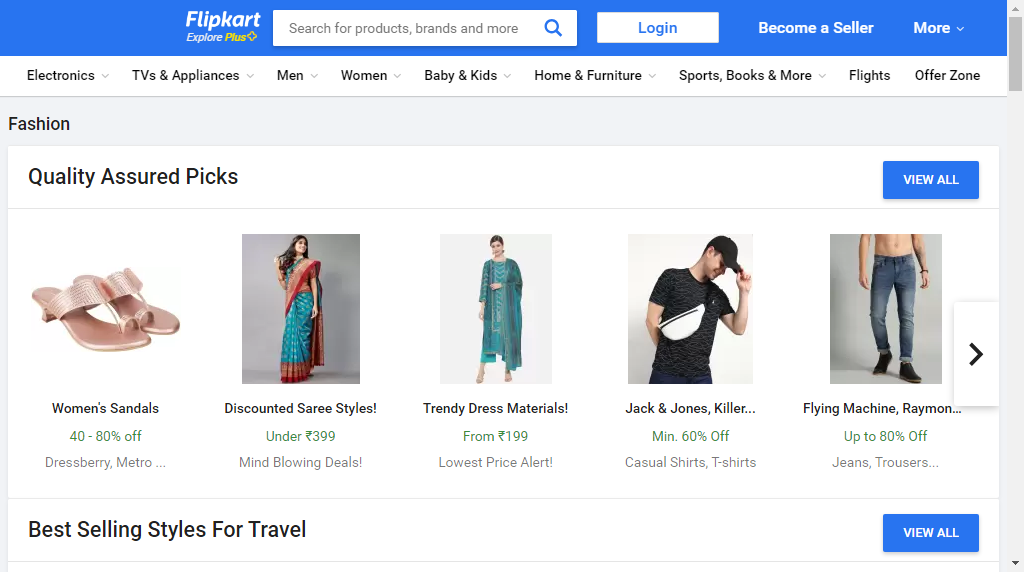 Flipkart
Explore Plus
Search for products, brands and more
Login
Become a Seller
More
Electronics
TVs & Appliances
Men
Women
Baby & Kids
Home & Furniture
Sports, Books & More
Flights
Offer Zone
Fashion
Quality Assured Picks
VIEW ALL
Women's Sandals
40 - 80% off
Dressberry, Metro ...
Discounted Saree Styles!
Under ₹399
Mind Blowing Deals!
Trendy Dress Materials!
From ₹199
Lowest Price Alert!
Jack & Jones, Killer...
Min. 60% Off
Casual Shirts, T-shirts
Flying Machine, Raymon...
Up to 80% Off
Jeans, Trousers...
Best Selling Styles For Travel
VIEW ALL